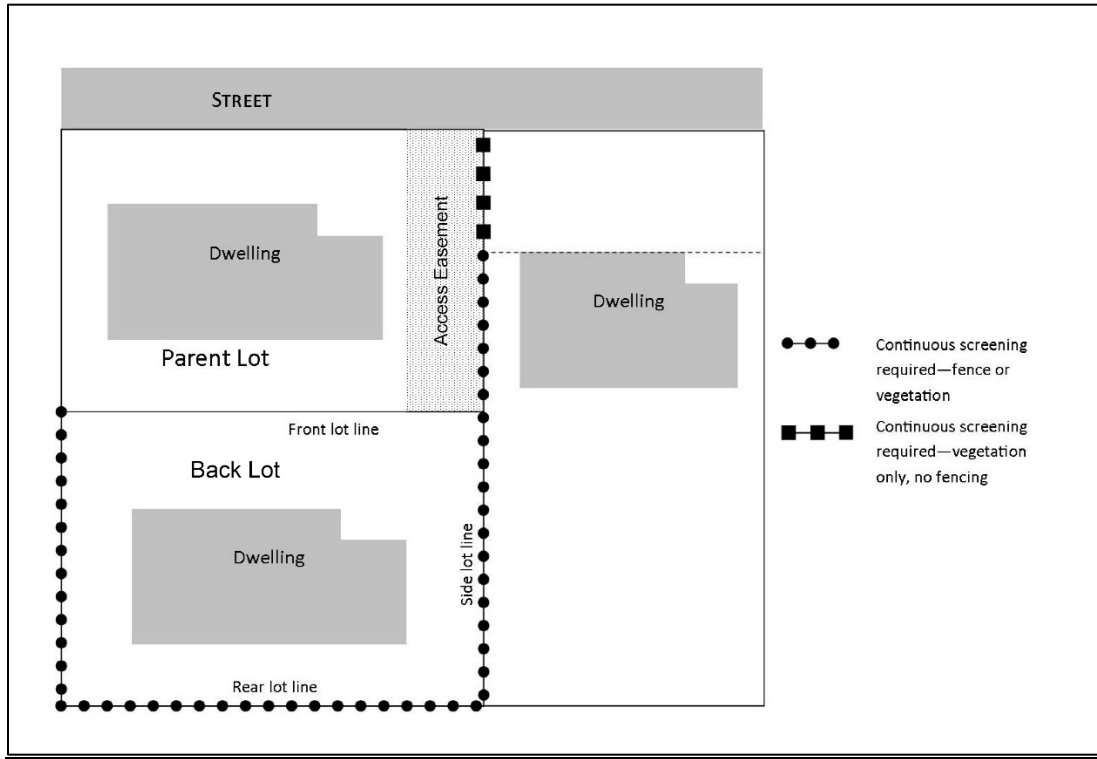 STREET
Access Easement
Dwelling
Parent Lot
Dwelling
Continuous screening
required—fence or
vegetation
Continuous screening
required—vegetation
only, no fencing
Front lot line
Back Lot
Dwelling
Side lot line
Rear lot line